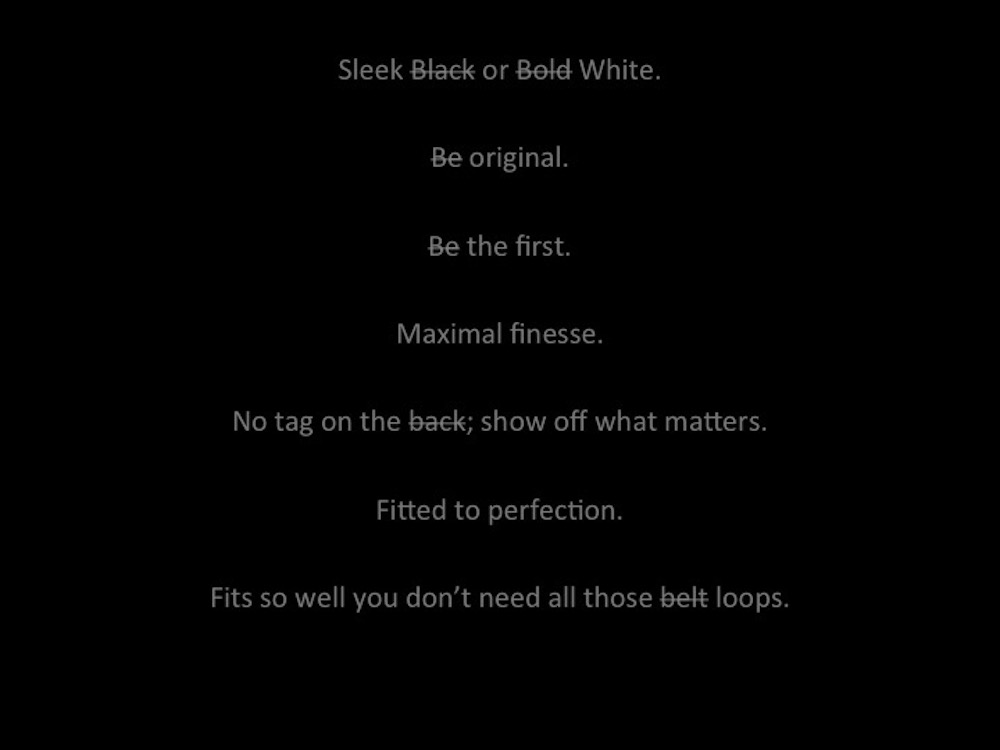 Sleek Black or Bold White.
Be original.
Be the first.
Maximal finesse.
No tag on the back; show off what matters.
Fitted to perfection.
Fits so well you don’t need all those belt loops.